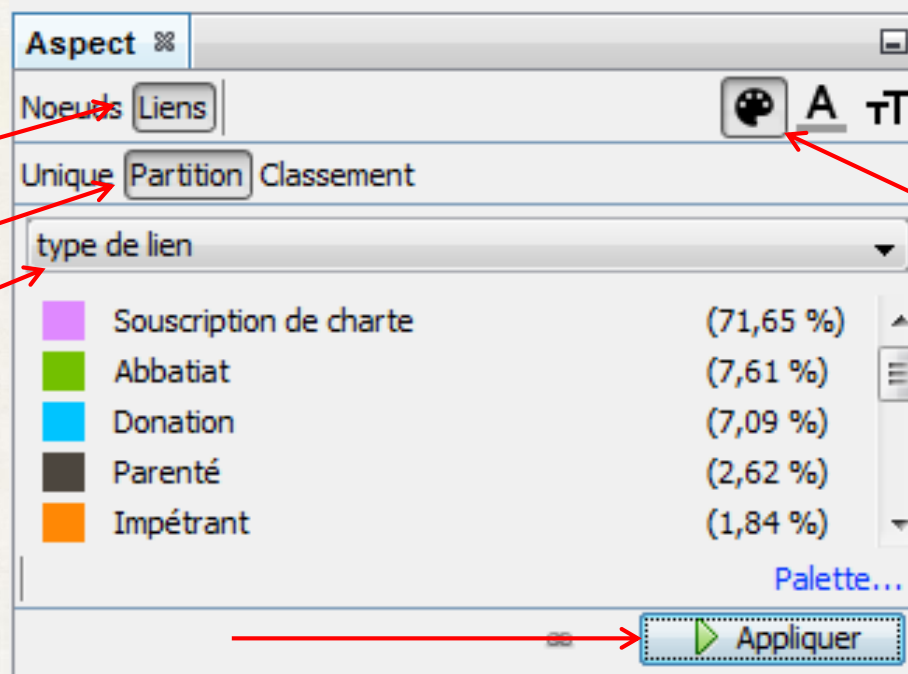 Aspect
Noeuds Liens A TT
Unique Partition Classement
type de lien
Souscription de charte (71,65 %)
Abbatiat (7,61 %)
Donation (7,09 %)
Parenté (2,62 %)
Impétrant (1,84 %)
Palette...
Appliquer